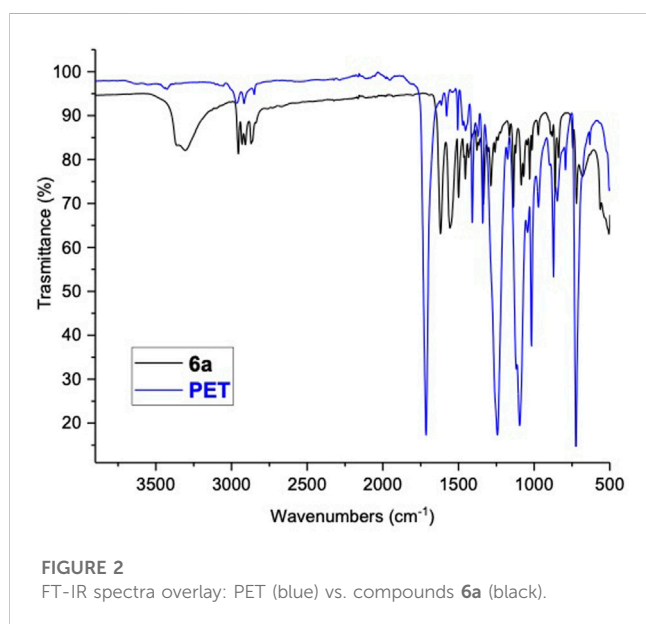 100
90
80
70
60
50
40
30
20
Trasmittance (%)
6a
PET
3500 3000 2500 2000 1500 1000 500
Wavenumbers (cm⁻¹)
FIGURE 2
FT-IR spectra overlay: PET (blue) vs. compounds 6a (black).